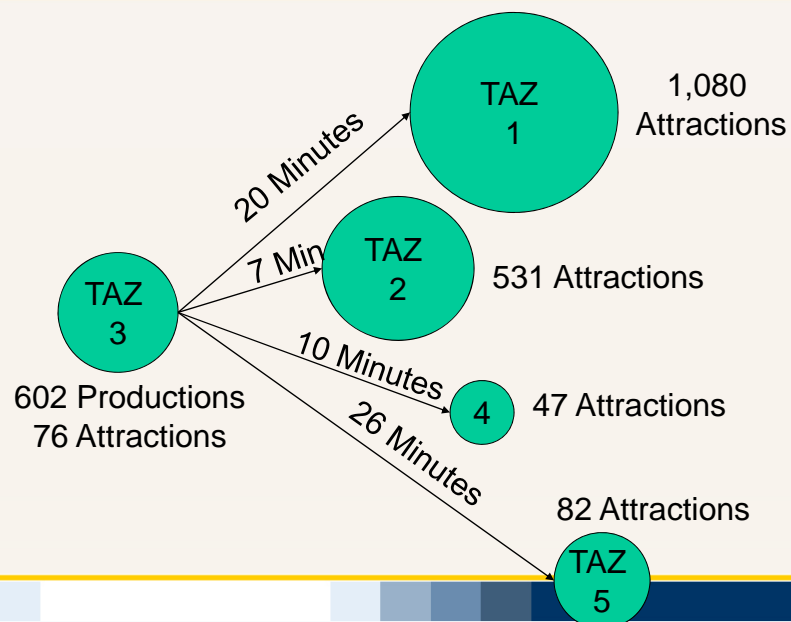 TAZ
1
1,080
Attractions
20 Minutes
7 Min
TAZ
2
531 Attractions
TAZ
3
602 Productions
76 Attractions
10 Minutes
4
47 Attractions
26 Minutes
82 Attractions
TAZ
5